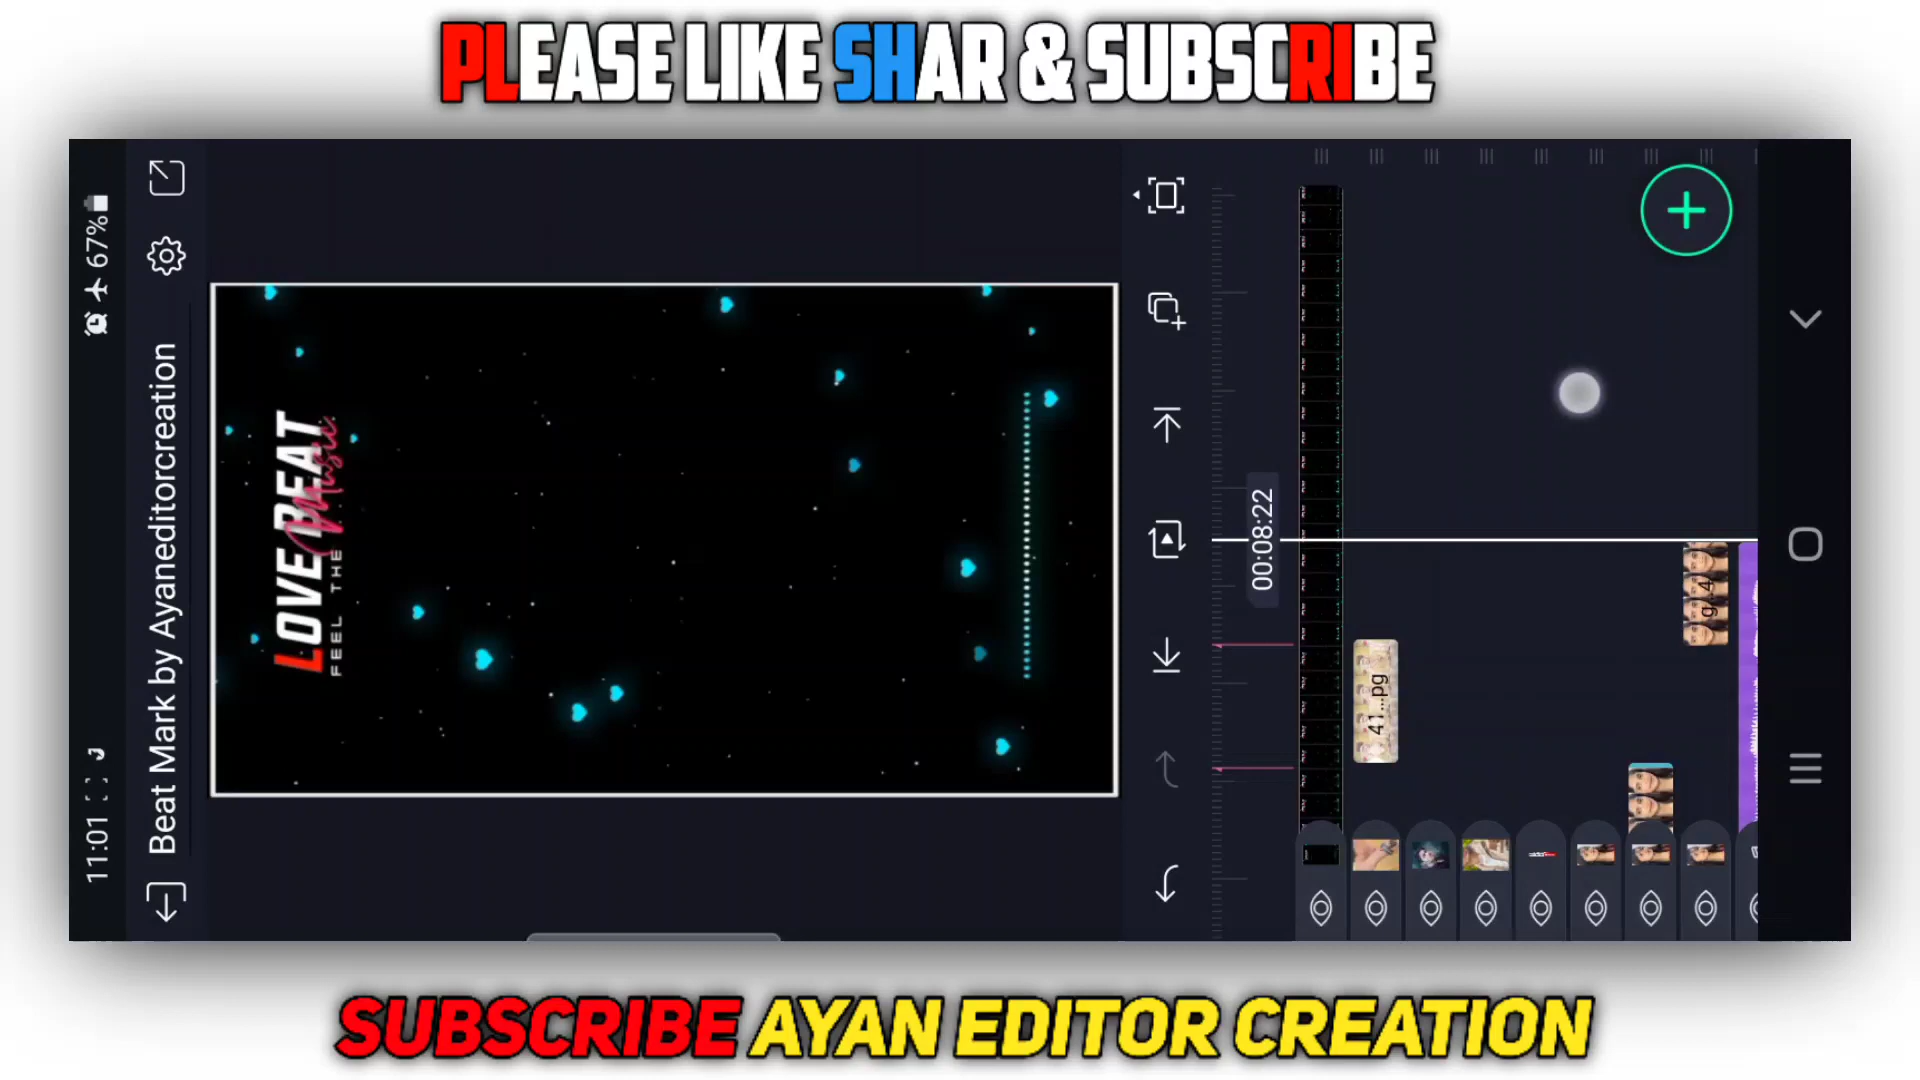 PLEASE LIKE SHAR & SUBSCRIBE
11:01
67%
Beat Mark by Ayaneditorcreation
LOVE BEAT
Music
FEEL THE
00:08:22
41...pg
g..4
SUBSCRIBE AYAN EDITOR CREATION